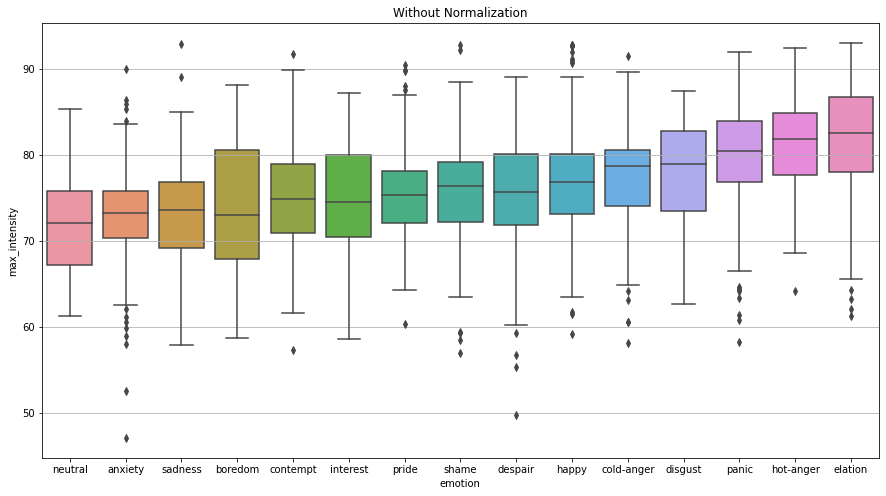 Without Normalization
max_intensity
90
80
70
60
50
neutral anxiety sadness boredom contempt interest pride shame despair happy cold-anger disgust panic hot-anger elation
emotion